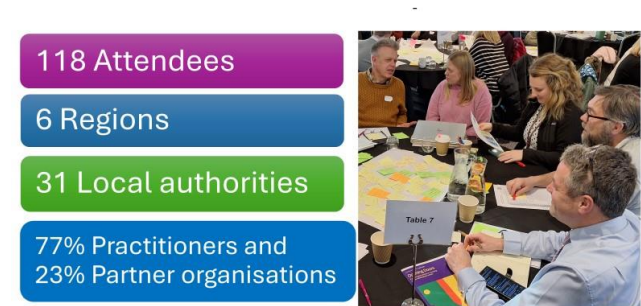 118 Attendees
6 Regions
31 Local authorities
77% Practitioners and
23% Partner organisations
Table 7